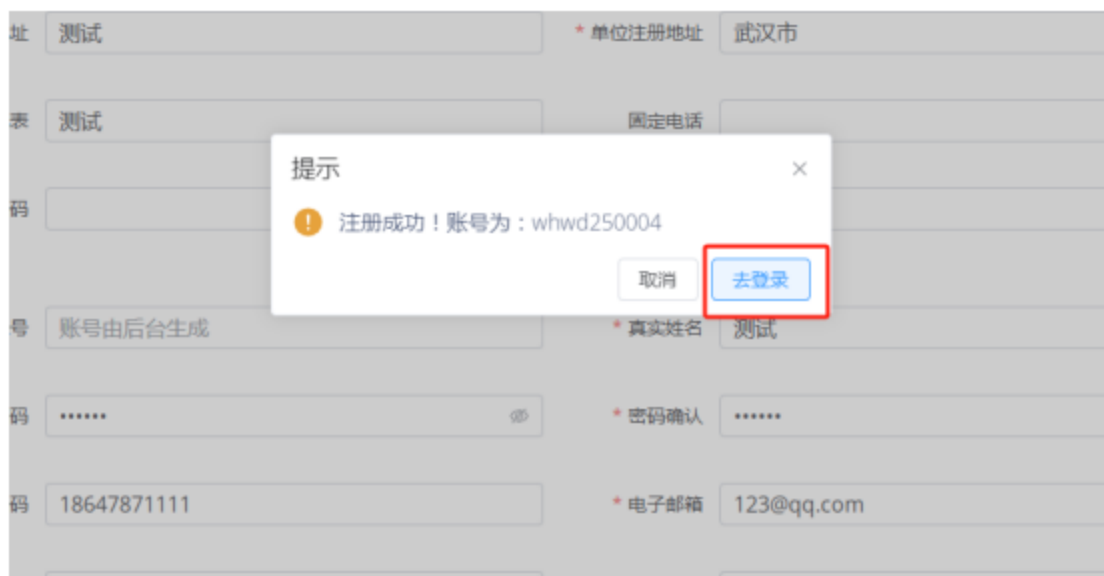 址 测试 * 单位注册地址 武汉市
表 测试 固定电话
提示
码
注册成功！账号为：whwd250004
取消 去登录
号 账号由后台生成 * 真实姓名 测试
码 •••••• * 密码确认 ••••••
码 18647871111 * 电子邮箱 123@qq.com